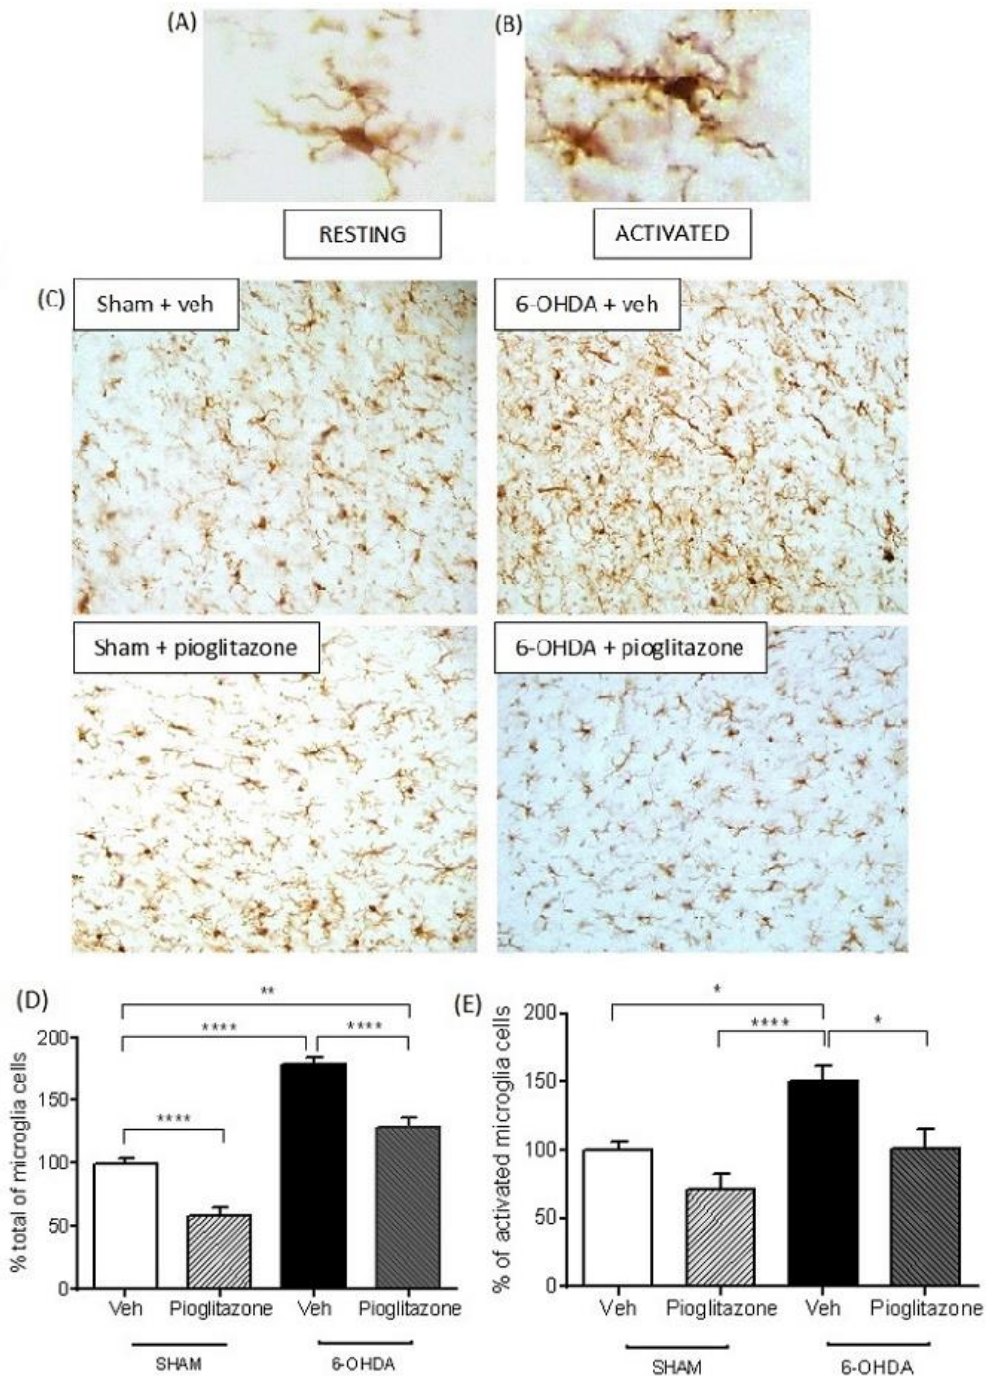 (A)
(B)
RESTING
ACTIVATED
(C)
Sham + veh
6-OHDA + veh
Sham + pioglitazone
6-OHDA + pioglitazone
(D)
**
****
****
****
% total of microglia cells
200
150
100
50
0
Veh
Pioglitazone
Veh
Pioglitazone
SHAM
6-OHDA
(E)
*
****
*
% of activated microglia cells
200
150
100
50
0
Veh
Pioglitazone
Veh
Pioglitazone
SHAM
6-OHDA